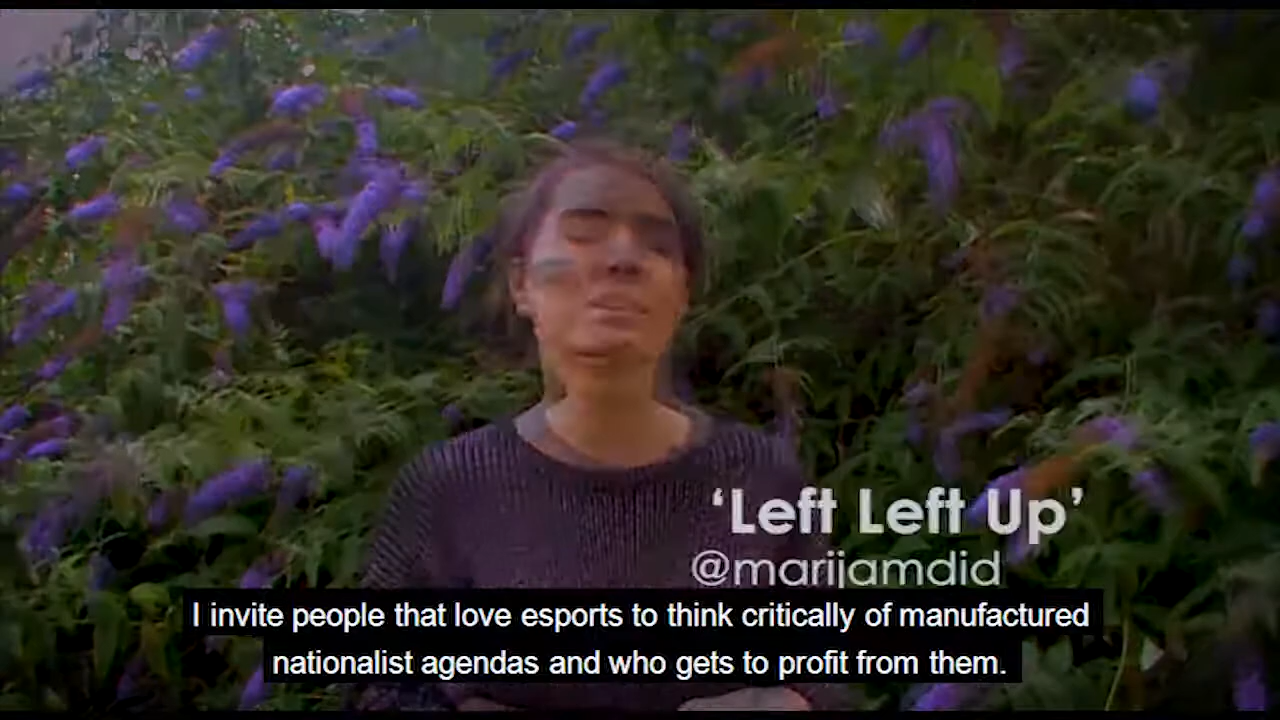 ‘Left Left Up’
@marijamdid
I invite people that love esports to think critically of manufactured
nationalist agendas and who gets to profit from them.